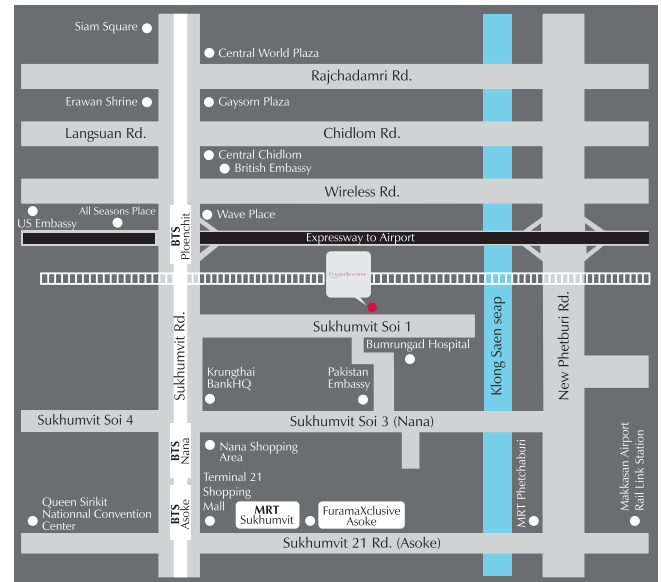 Siam Square
Central World Plaza
Rajchadamri Rd.
Erawan Shrine
Gaysorn Plaza
Langsuan Rd.
Chidlom Rd.
Central Chidlom
British Embassy
Wireless Rd.
US Embassy
All Seasons Place
Wave Place
BTS
Ploenchit
Expressway to Airport
FuramaXclusive
Sukhumvit Rd.
Sukhumvit Soi 1
Klong Saen seap
New Phetburi Rd.
Bumrungad Hospital
Krungthai
BankHQ
Pakistan
Embassy
Sukhumvit Soi 4
Sukhumvit Soi 3 (Nana)
BTS
Nana
Nana Shopping
Area
Terminal 21
Shopping
Mall
BTS
Asoke
Queen Sirikit
Nationnal Convention
Center
MRT
Sukhumvit
FuramaXclusive
Asoke
MRT Phetchaburi
Makkasan Airport
Rail Link Station
Sukhumvit 21 Rd. (Asoke)